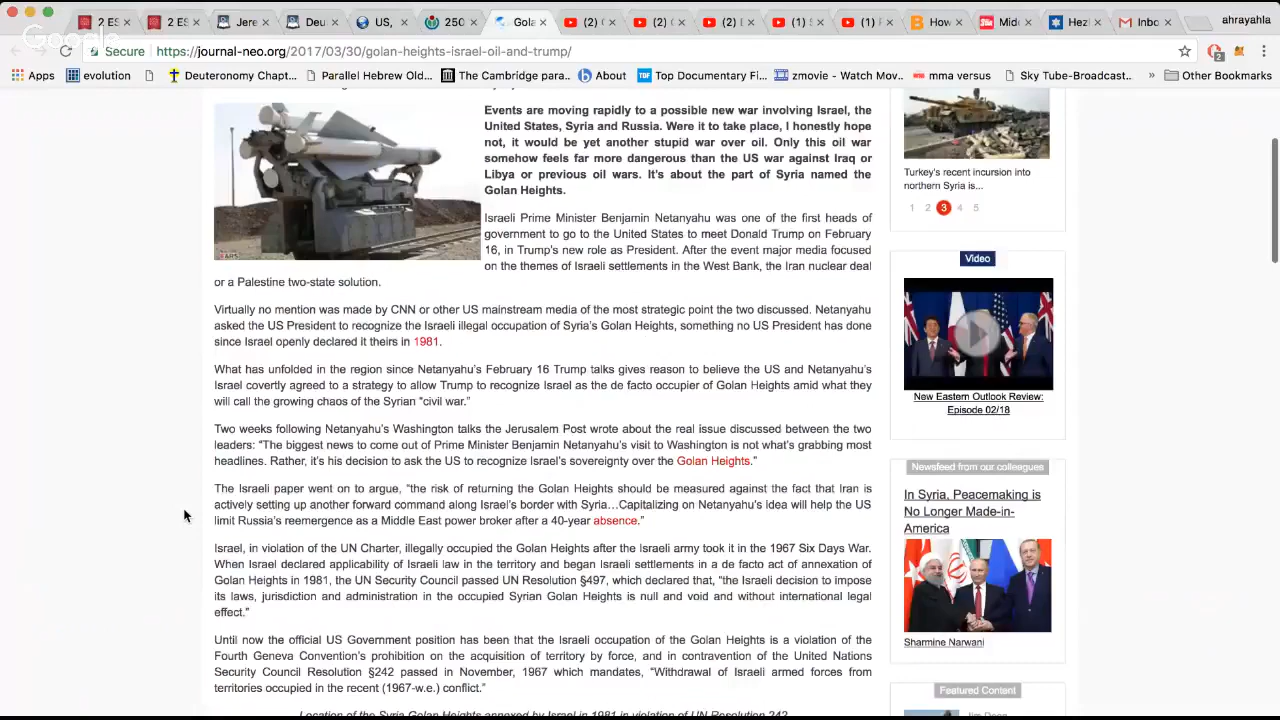 2 ES
2 ES
Jere
Deu
US,
250
Gola
(2) (
(2) (
(2) |
(1) (
(1) F
How
Midd
Hezl
Inbo
ahrayahla
Google
Secure
https://journal-neo.org/2017/03/30/golan-heights-israel-oil-and-trump/
2
Apps
evolution
Deuteronomy Chapt...
Parallel Hebrew Old...
The Cambridge para...
About
Top Documentary Fi...
zmovie - Watch Mov...
mma versus
Sky Tube-Broadcast...
»
Other Bookmarks
Events are moving rapidly to a possible new war involving Israel, the
United States, Syria and Russia. Were it to take place, I honestly hope
not, it would be yet another stupid war over oil. Only this oil war
somehow feels far more dangerous than the US war against Iraq or
Libya or previous oil wars. It's about the part of Syria named the
Golan Heights.
Israeli Prime Minister Benjamin Netanyahu was one of the first heads of
government to go to the United States to meet Donald Trump on February
16, in Trump's new role as President. After the event major media focused
on the themes of Israeli settlements in the West Bank, the Iran nuclear deal
or a Palestine two-state solution.
Virtually no mention was made by CNN or other US mainstream media of the most strategic point the two discussed. Netanyahu
asked the US President to recognize the Israeli illegal occupation of Syria's Golan Heights, something no US President has done
since Israel openly declared it theirs in 1981.
What has unfolded in the region since Netanyahu's February 16 Trump talks gives reason to believe the US and Netanyahu's
Israel covertly agreed to a strategy to allow Trump to recognize Israel as the de facto occupier of Golan Heights amid what they
will call the growing chaos of the Syrian "civil war."
Two weeks following Netanyahu's Washington talks the Jerusalem Post wrote about the real issue discussed between the two
leaders: "The biggest news to come out of Prime Minister Benjamin Netanyahu's visit to Washington is not what's grabbing most
headlines. Rather, it's his decision to ask the US to recognize Israel's sovereignty over the Golan Heights."
The Israeli paper went on to argue, "the risk of returning the Golan Heights should be measured against the fact that Iran is
actively setting up another forward command along Israel's border with Syria…Capitalizing on Netanyahu's idea will help the US
limit Russia's reemergence as a Middle East power broker after a 40-year absence."
Israel, in violation of the UN Charter, illegally occupied the Golan Heights after the Israeli army took it in the 1967 Six Days War.
When Israel declared applicability of Israeli law in the territory and began Israeli settlements in a de facto act of annexation of
Golan Heights in 1981, the UN Security Council passed UN Resolution §497, which declared that, "the Israeli decision to impose
its laws, jurisdiction and administration in the occupied Syrian Golan Heights is null and void and without international legal
effect."
Until now the official US Government position has been that the Israeli occupation of the Golan Heights is a violation of the
Fourth Geneva Convention's prohibition on the acquisition of territory by force, and in contravention of the United Nations
Security Council Resolution §242 passed in November, 1967 which mandates, "Withdrawal of Israeli armed forces from
territories occupied in the recent (1967-w.e.) conflict."
Location of the Syria Golan Heights annexed by Israel in 1981 in violation of UN Resolution 242
Turkey's recent incursion into
northern Syria is...
1 2 3 4 5
Video
New Eastern Outlook Review:
Episode 02/18
Newsfeed from our colleagues
In Syria, Peacemaking is
No Longer Made-in-
America
Sharmine Narwani
Featured Content
Jim Dean